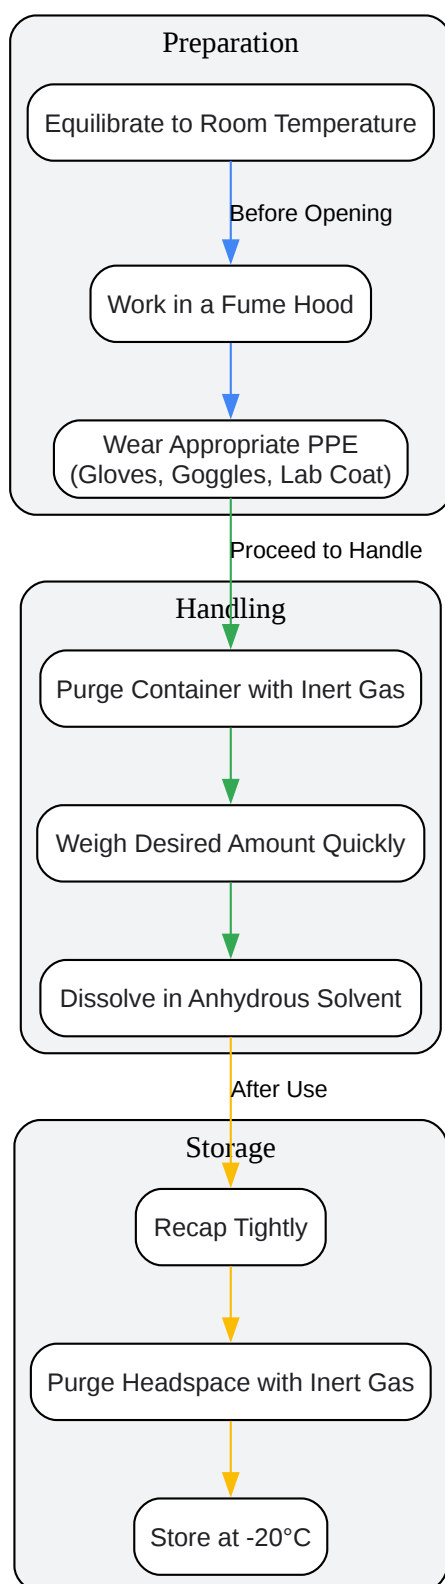 Preparation
Equilibrate to Room Temperature
Before Opening
Work in a Fume Hood
Wear Appropriate PPE
(Gloves, Goggles, Lab Coat)
Proceed to Handle
Handling
Purge Container with Inert Gas
Weigh Desired Amount Quickly
Dissolve in Anhydrous Solvent
After Use
Storage
Recap Tightly
Purge Headspace with Inert Gas
Store at -20°C